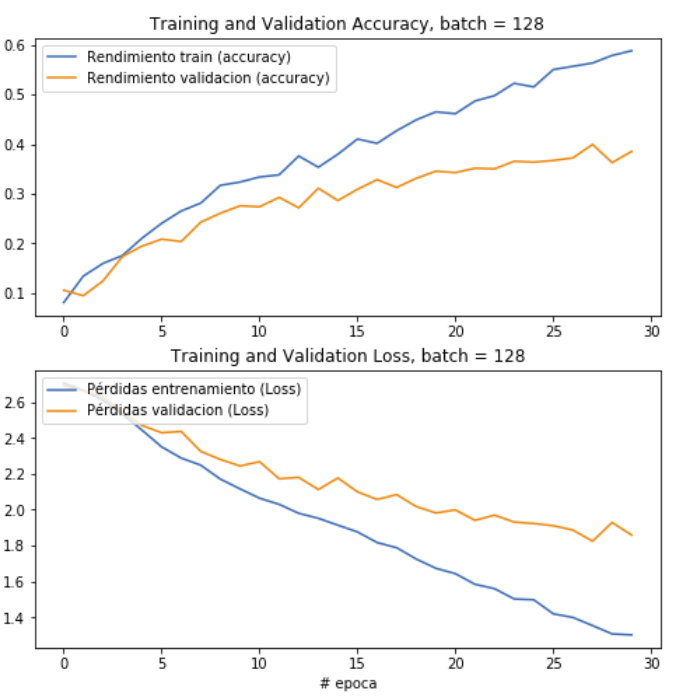 Training and Validation Accuracy, batch = 128
0.6
Rendimiento train (accuracy)
Rendimiento validacion (accuracy)
0.5
0.4
0.3
0.2
0.1
0 5 10 15 20 25 30
Training and Validation Loss, batch = 128
Pérdidas entrenamiento (Loss)
2.6
Pérdidas validacion (Loss)
2.4
2.2
2.0
1.8
1.6
1.4
0 5 10 15 20 25 30
# epoca